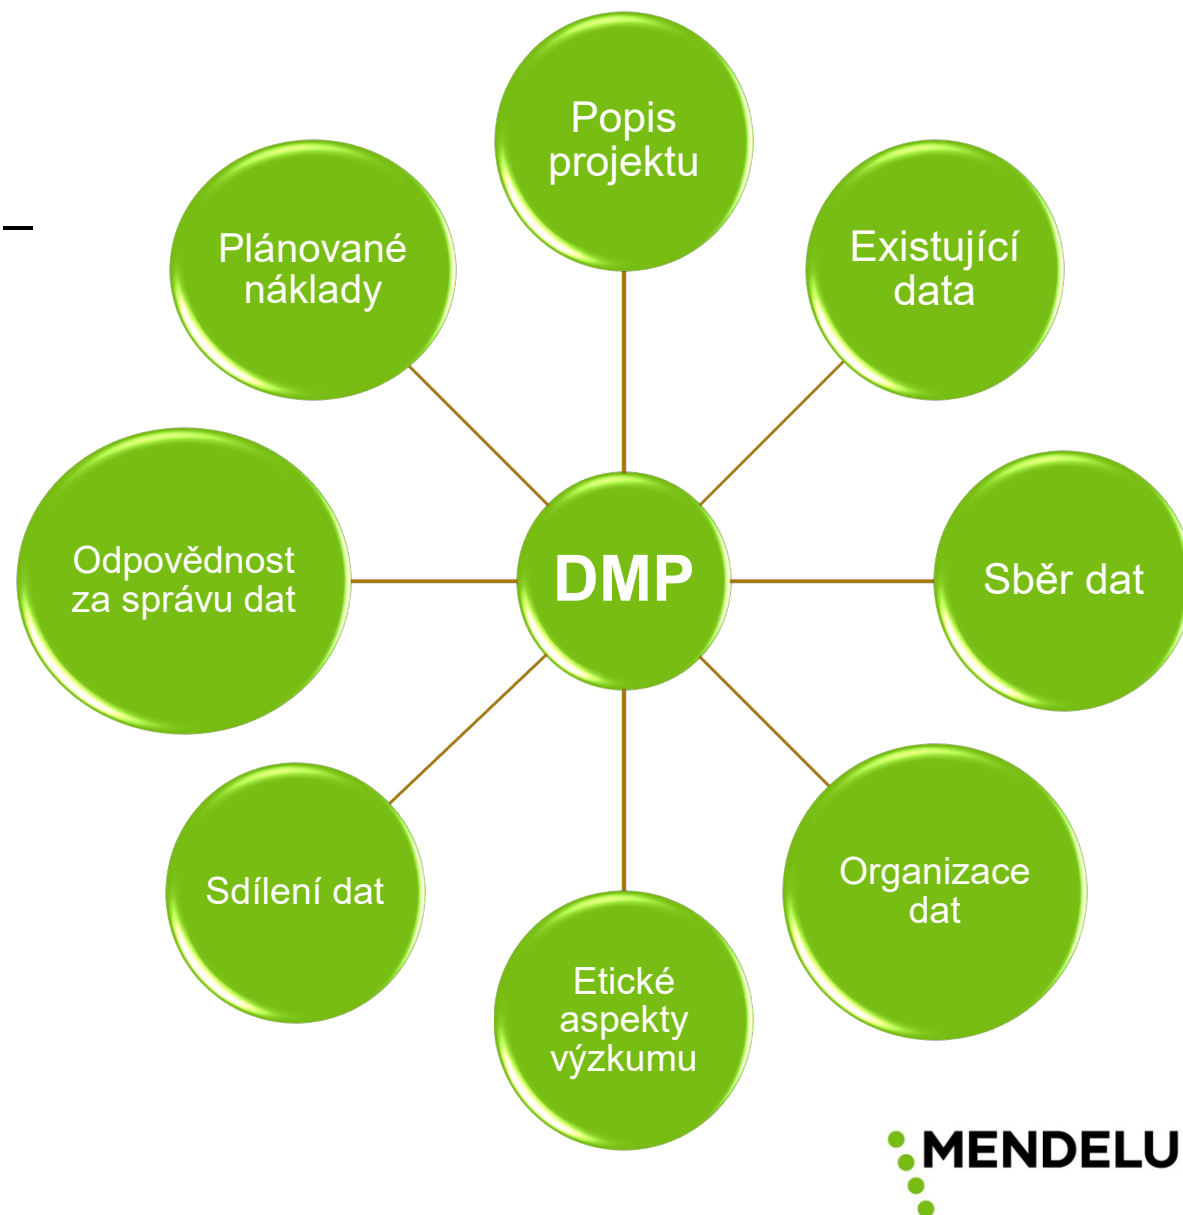 Popis
projektu
Existující
data
Sběr dat
Organizace
dat
Etické
aspekty
výzkumu
Sdílení dat
Odpovědnost
za správu dat
Plánované
náklady
DMP
MENDELU